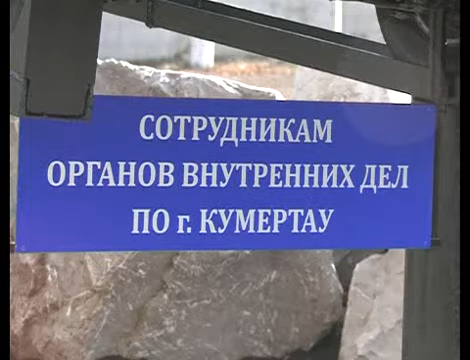 СОТРУДНИКАМ
ОРГАНОВ ВНУТРЕННИХ ДЕЛ
ПО г. КУМЕРТАУ